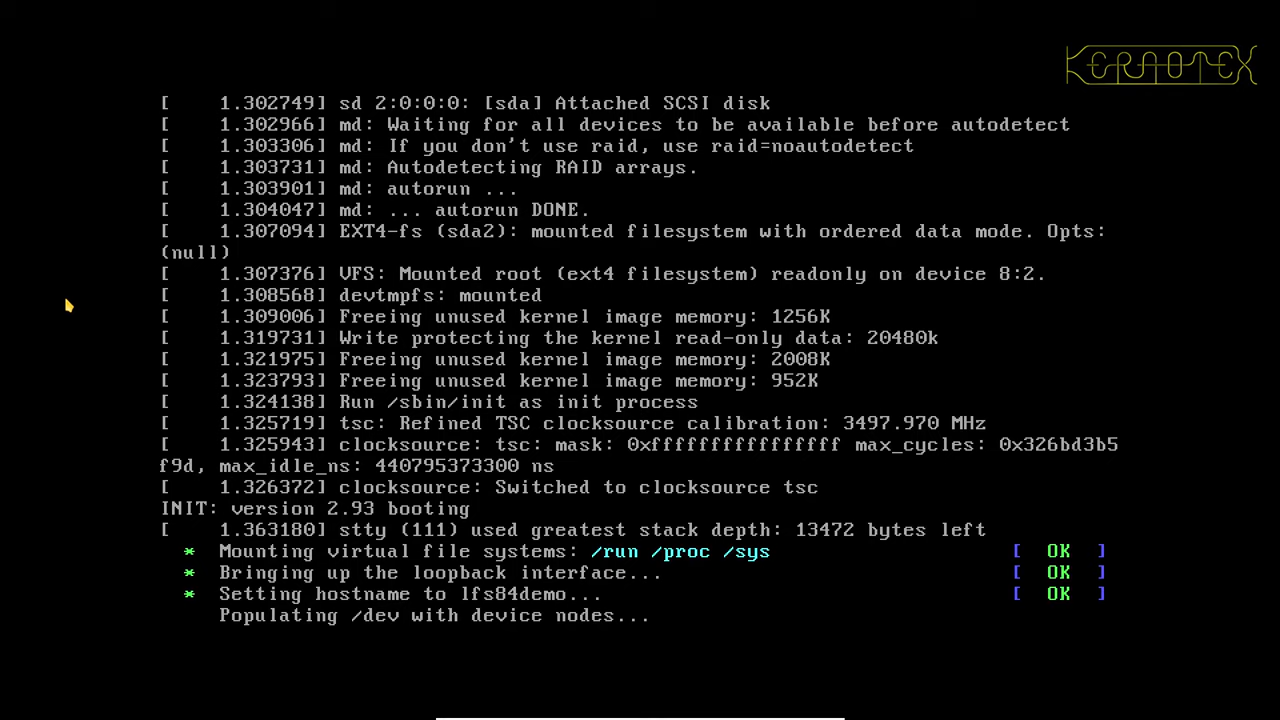 KERNOTEX
[    1.302749] sd 2:0:0:0: [sda] Attached SCSI disk
[    1.302966] md: Waiting for all devices to be available before autodetect
[    1.303306] md: If you don't use raid, use raid=noautodetect
[    1.303731] md: Autodetecting RAID arrays.
[    1.303901] md: autorun ...
[    1.304047] md: ... autorun DONE.
[    1.307094] EXT4-fs (sda2): mounted filesystem with ordered data mode. Opts:
(null)
[    1.307376] VFS: Mounted root (ext4 filesystem) readonly on device 8:2.
[    1.308568] devtmpfs: mounted
[    1.309006] Freeing unused kernel image memory: 1256K
[    1.319731] Write protecting the kernel read-only data: 20480k
[    1.321975] Freeing unused kernel image memory: 2008K
[    1.323793] Freeing unused kernel image memory: 952K
[    1.324138] Run /sbin/init as init process
[    1.325719] tsc: Refined TSC clocksource calibration: 3497.970 MHz
[    1.325943] clocksource: tsc: mask: 0xffffffffffffffff max_cycles: 0x326bd3b5
f9d, max_idle_ns: 440795373300 ns
[    1.326372] clocksource: Switched to clocksource tsc
INIT: version 2.93 booting
[    1.363180] stty (111) used greatest stack depth: 13472 bytes left
  *  Mounting virtual file systems: /run /proc /sys [  OK  ]
  *  Bringing up the loopback interface... [  OK  ]
  *  Setting hostname to lfs84demo... [  OK  ]
     Populating /dev with device nodes...